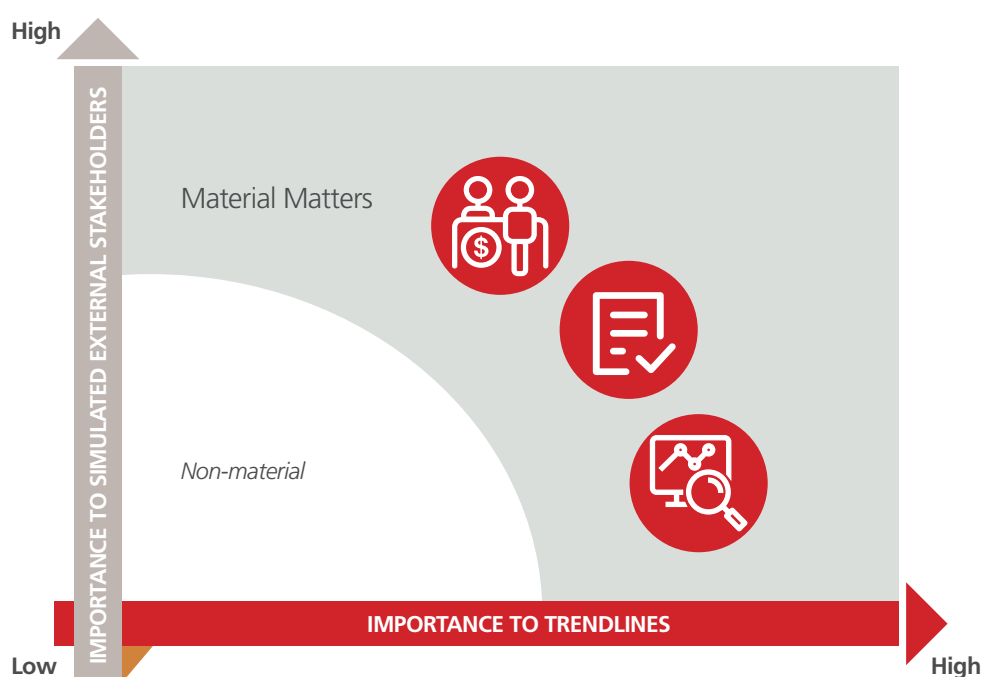 High
IMPORTANCE TO SIMULATED EXTERNAL STAKEHOLDERS
Material Matters
$
Non-material
IMPORTANCE TO TRENDLINES
Low
High